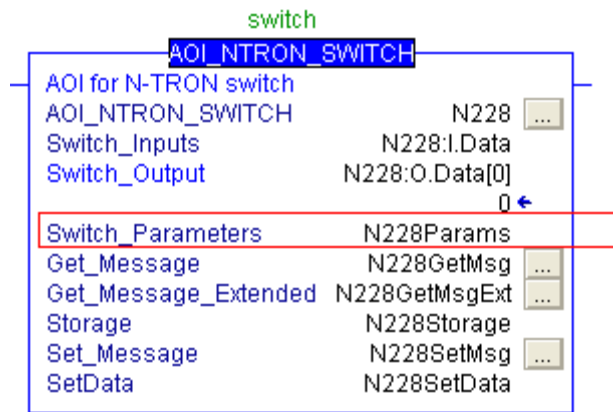 switch
AOI_NTRON_SWITCH
AOI for N-TRON switch
AOI_NTRON_SWITCH N228 ...
Switch_Inputs N228:I.Data
Switch_Output N228:O.Data[0]
0
Switch_Parameters N228Params
Get_Message N228GetMsg ...
Get_Message_Extended N228GetMsgExt ...
Storage N228Storage
Set_Message N228SetMsg ...
SetData N228SetData